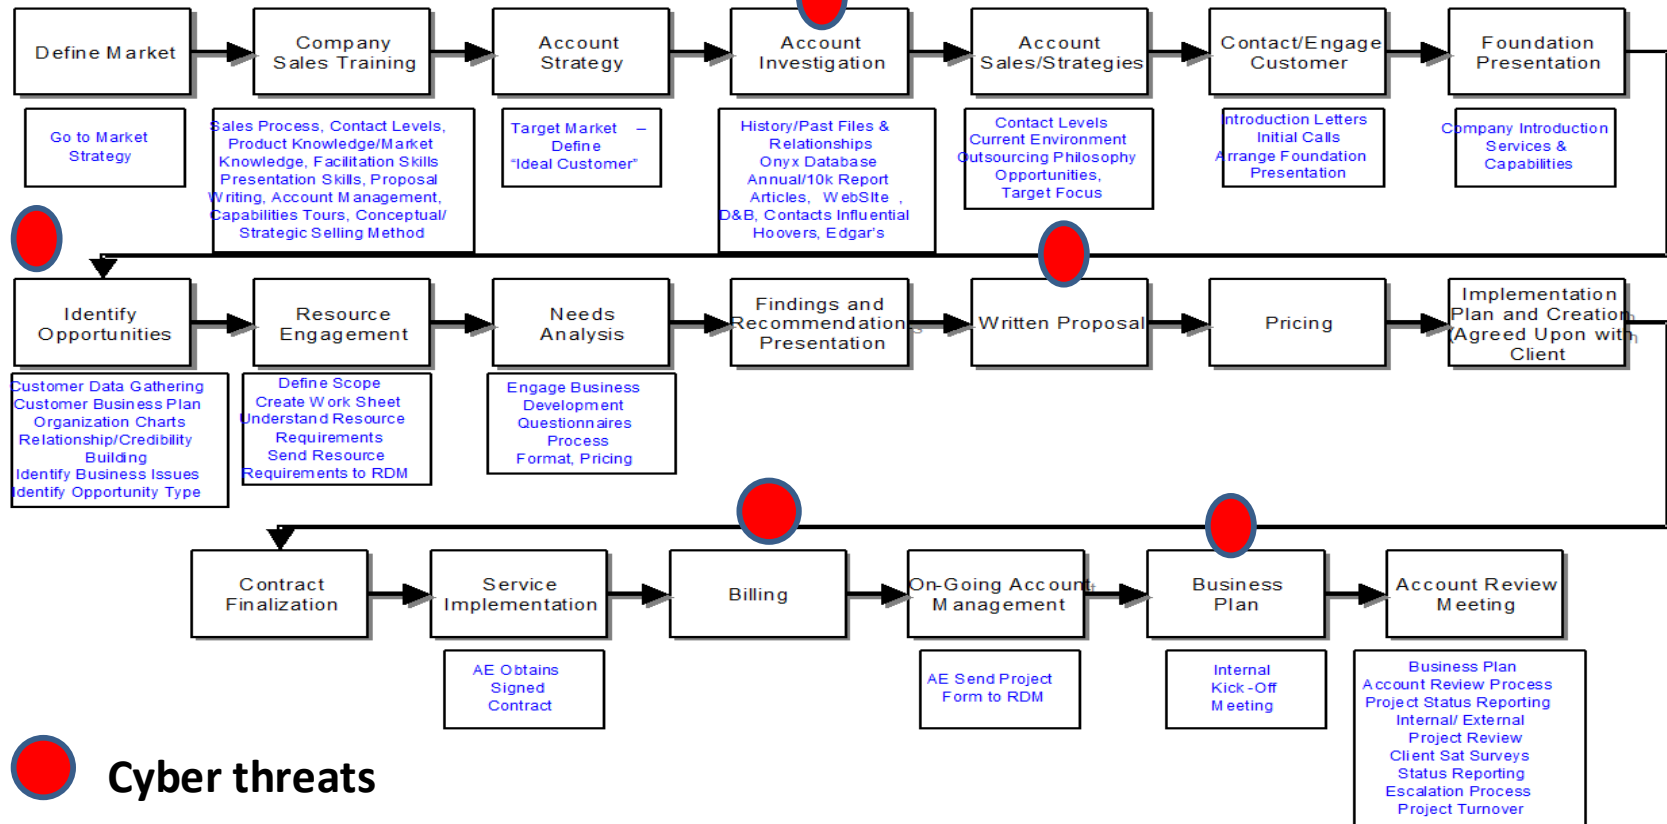 Define Market
Company
Sales Training
Account
Strategy
Account
Investigation
Account
Sales/Strategies
Contact/Engage
Customer
Foundation
Presentation
Go to Market
Strategy
Sales Process, Contact Levels,
Product Knowledge/Market
Knowledge, Facilitation Skills
Presentation Skills, Proposal
Writing, Account Management,
Capabilities Tours, Conceptual/
Strategic Selling Method
Target Market –
Define
“Ideal Customer”
History/Past Files &
Relationships
Onyx Database
Annual/10k Report
Articles, WebSIte ,
D&B, Contacts Influential
Hoovers, Edgar's
Contact Levels
Current Environment
Outsourcing Philosophy
Opportunities,
Target Focus
Introduction Letters
Initial Calls
Arrange Foundation
Presentation
Company Introduction
Services &
Capabilities
Identify
Opportunities
Resource
Engagement
Needs
Analysis
Findings and
Recommendations
Presentation
Written Proposal
Pricing
Implementation
Plan and Creation
(Agreed Upon with
Client
Customer Data Gathering
Customer Business Plan
Organization Charts
Relationship/Credibility
Building
Identify Business Issues
Identify Opportunity Type
Define Scope
Create Work Sheet
Understand Resource
Requirements
Send Resource
Requirements to RDM
Engage Business
Development
Questionnaires
Process
Format, Pricing
Contract
Finalization
Service
Implementation
Billing
On-Going Account
Management
Business
Plan
Account Review
Meeting
AE Obtains
Signed
Contract
AE Send Project
Form to RDM
Internal
Kick-Off
Meeting
Business Plan
Account Review Process
Project Status Reporting
Internal/ External
Project Review
Client Sat Surveys
Status Reporting
Escalation Process
Project Turnover
Cyber threats